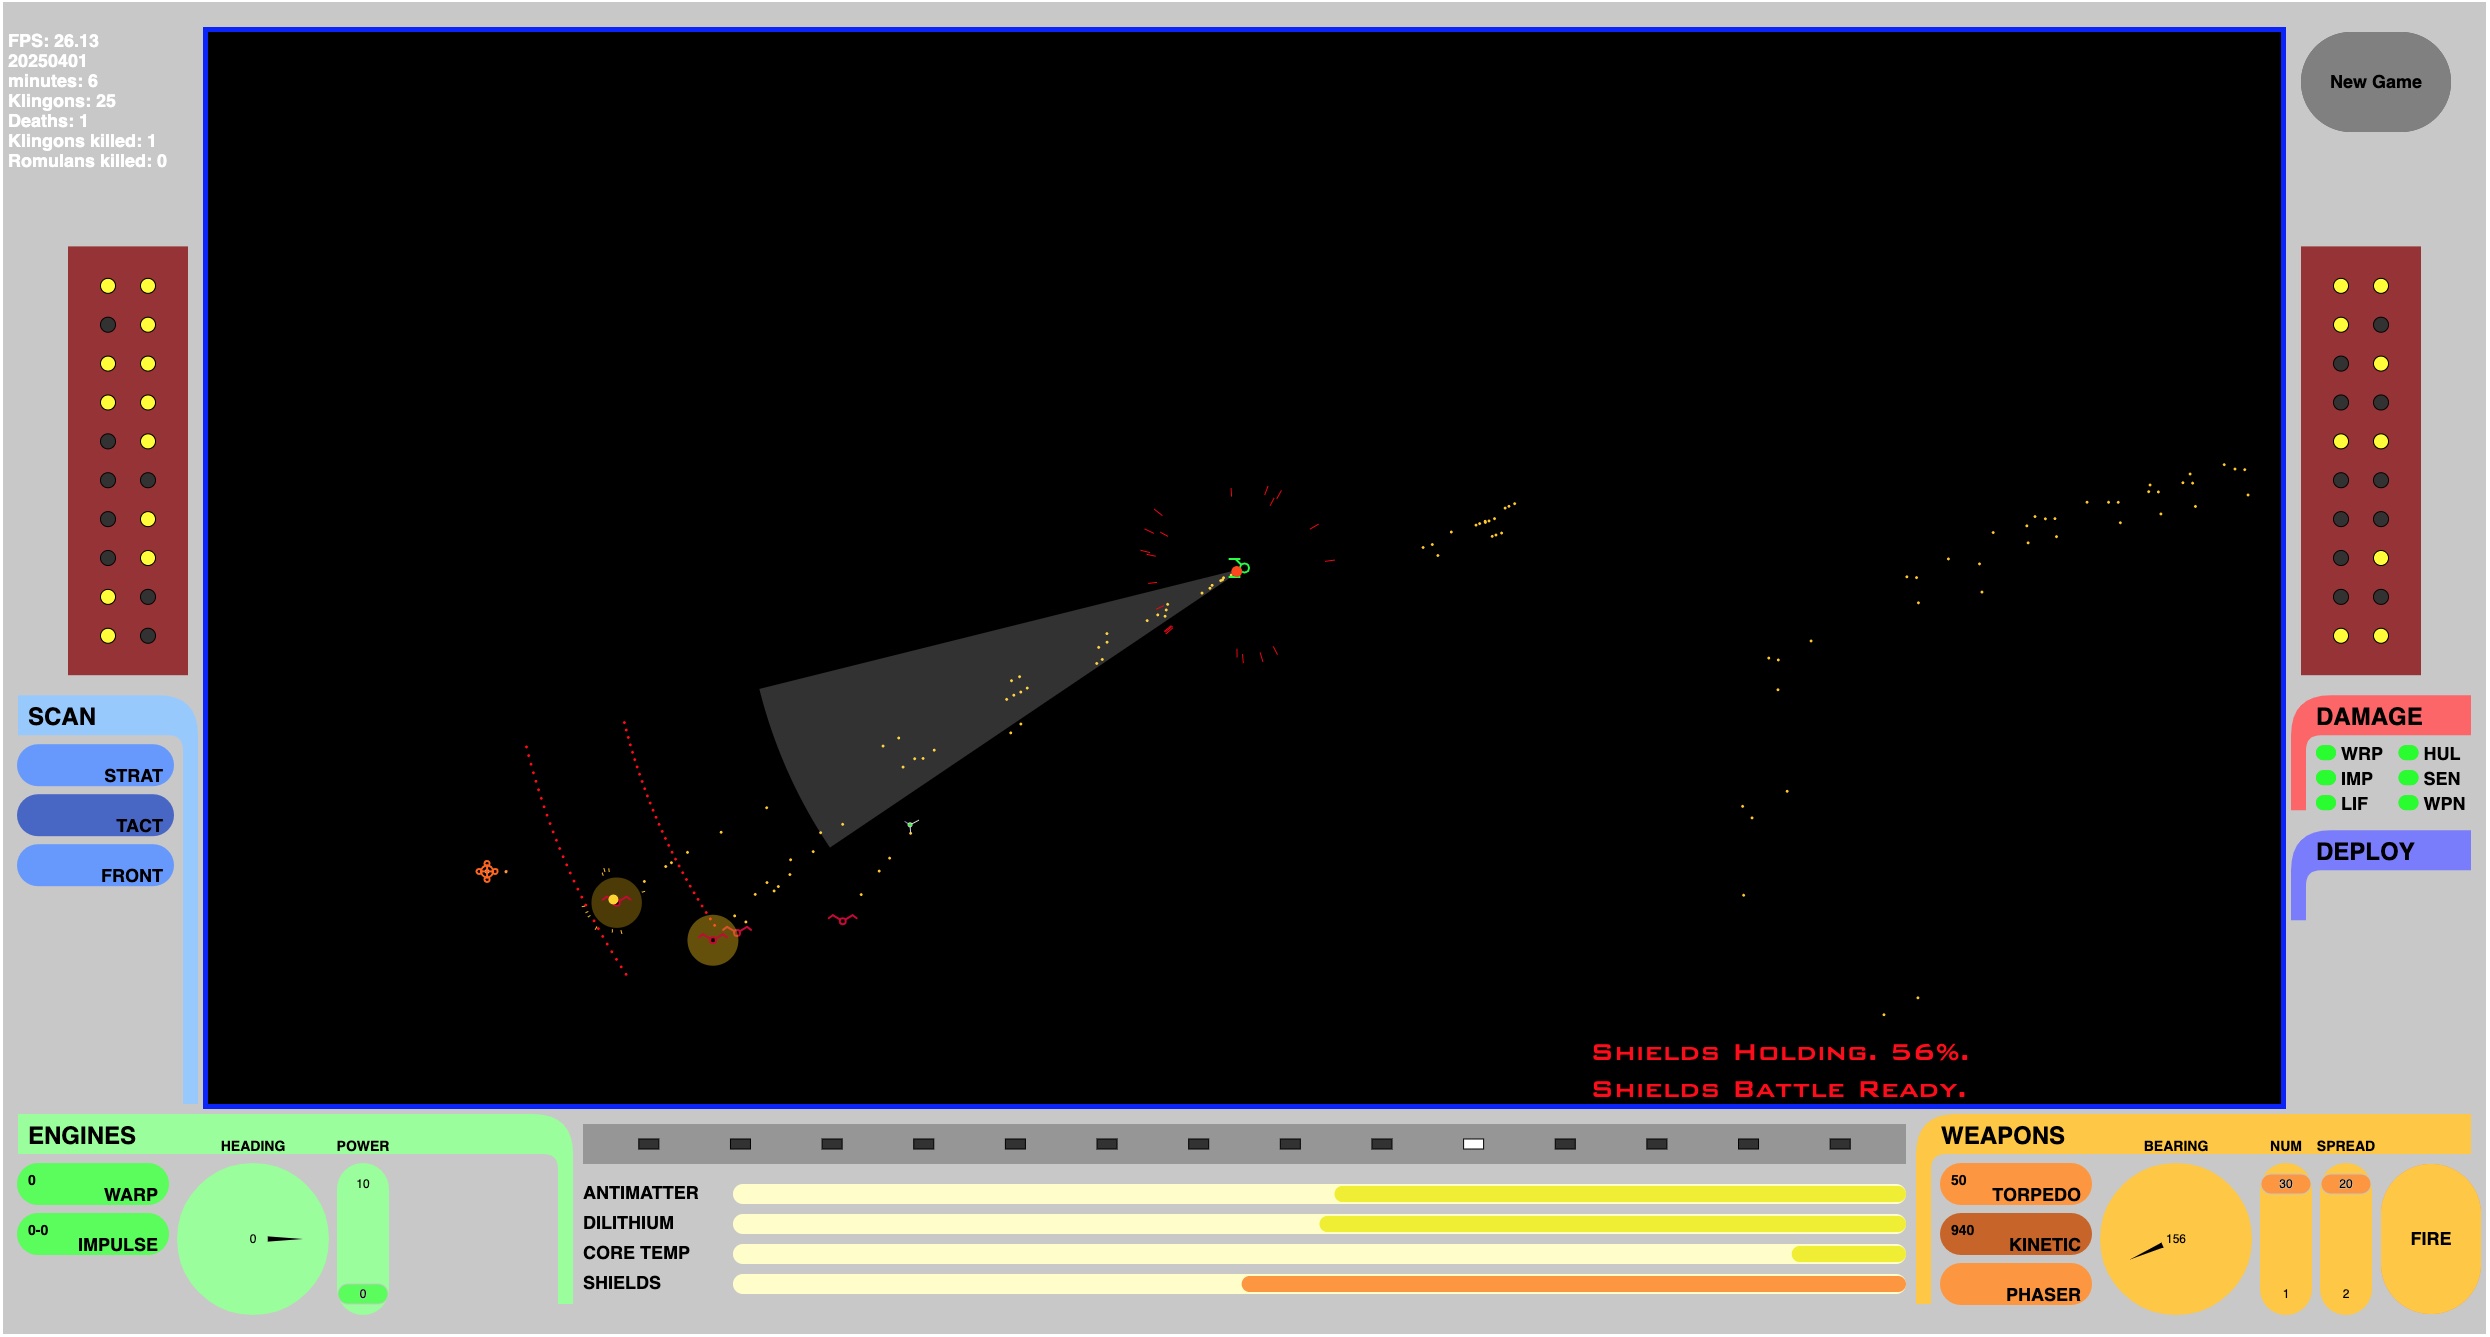 FPS: 26.13
20250401
minutes: 6
Klingons: 25
Deaths: 1
Klingons killed: 1
Romulans killed: 0
New Game
SCAN
STRAT
TACT
FRONT
DAMAGE
WRP HUL
IMP SEN
LIF WPN
DEPLOY
Shields Holding. 56%.
Shields Battle Ready.
ENGINES
HEADING POWER
0 WARP
0-0 IMPULSE
0
10
0
ANTIMATTER
DILITHIUM
CORE TEMP
SHIELDS
WEAPONS
BEARING NUM SPREAD
50 TORPEDO
940 KINETIC
PHASER
156
30 20
1 2
FIRE